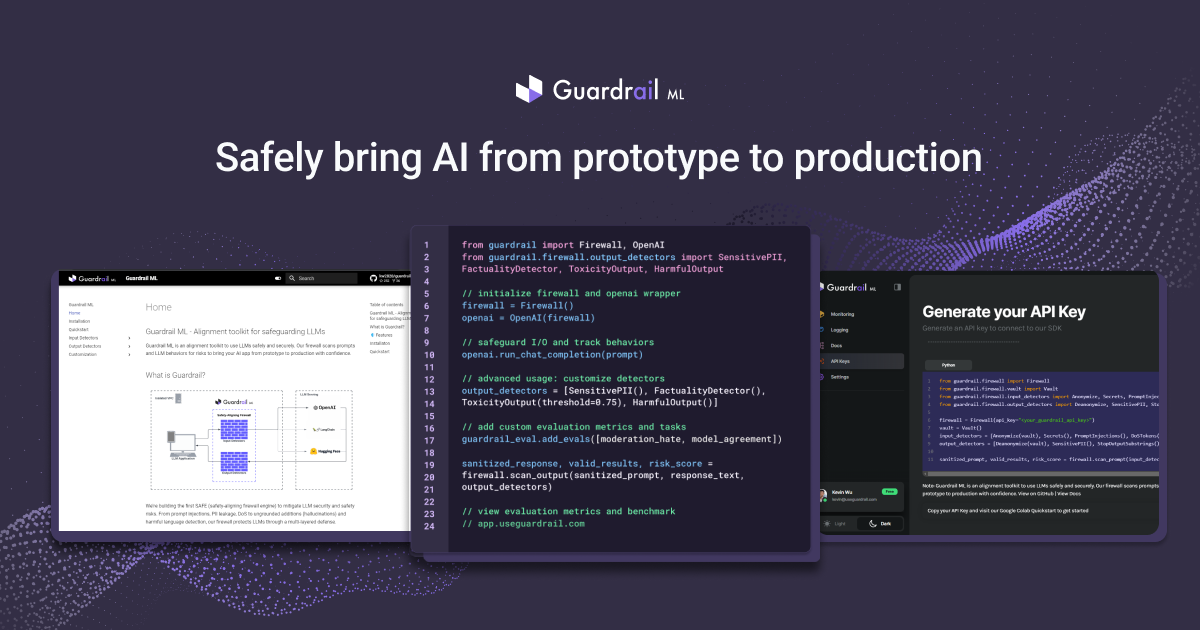 Guardrail ML
Safely bring AI from prototype to production
Guardrail ML
Guardrail ML
Search
Guardrail ML
Home
Installation
Quickstart
Input Detectors
Output Detectors
Customization
Home
Guardrail ML - Alignment toolkit for safeguarding LLMs
Guardrail ML is an alignment toolkit to use LLMs safely and securely. Our firewall scans prompts
and LLM behaviors for risks to bring your AI app from prototype to production with confidence.
What is Guardrail?
Guardrail ML
Safety-aligning Firewall
Input Detectors
Output Detectors
LLM Application
LLM Serving
OpenAI
LangChain
Hugging Face
We're building the first SAFE (safety-aligning firewall engine) to mitigate LLM security and safety
risks. From prompt injections, PII leakage, DoS to ungrounded additions (hallucinations) and
harmful language detection, our firewall protects LLMs through a multi-layered defense.
Table of contents
Guardrail ML - Alignment
for safeguarding LLMs
What is Guardrail?
Features
Installation
Quickstart
1 from guardrail import Firewall, OpenAI
2 from guardrail.firewall.output_detectors import SensitivePII,
3 FactualityDetector, ToxicityOutput, HarmfulOutput
4
5 // initialize firewall and openai wrapper
6 firewall = Firewall()
7 openai = OpenAI(firewall)
8
9 // safeguard I/O and track behaviors
10 openai.run_chat_completion(prompt)
11
12 // advanced usage: customize detectors
13 output_detectors = [SensitivePII(), FactualityDetector(),
14 ToxicityOutput(threshold=0.75), HarmfulOutput()]
15
16 // add custom evaluation metrics and tasks
17 guardrail_eval.add_evals([moderation_hate, model_agreement])
18
19 sanitized_response, valid_results, risk_score =
20 firewall.scan_output(sanitized_prompt, response_text,
21 output_detectors)
22
23 // view evaluation metrics and benchmark
24 // app.useguardrail.com
Guardrail ML
Monitoring
Logging
Docs
API Keys
Settings
Kevin Wu
Free
kevin@useguardrail.com
Light
Dark
Generate your API Key
Generate an API key to connect to our SDK
Python
from guardrail.firewall import Firewall
from guardrail.firewall.vault import Vault
from guardrail.firewall.input_detectors import Anonymize, Secrets, PromptInjec
from guardrail.firewall.output_detectors import Deanonymize, SensitivePII, Sto
firewall = Firewall(api_key="<your_guardrail_api_key>")
vault = Vault()
input_detectors = [Anonymize(vault), Secrets(), PromptInjections(), DoSTokens(
output_detectors = [Deanonymize(vault), SensitivePII(), StopOutputSubstrings()
sanitized_prompt, valid_results, risk_score = firewall.scan_prompt(input_detec
Note: Guardrail ML is an alignment toolkit to use LLMs safely and securely. Our firewall scans prompts
prototype to production with confidence. View on GitHub | View Docs
Copy your API Key and visit our Google Colab Quickstart to get started